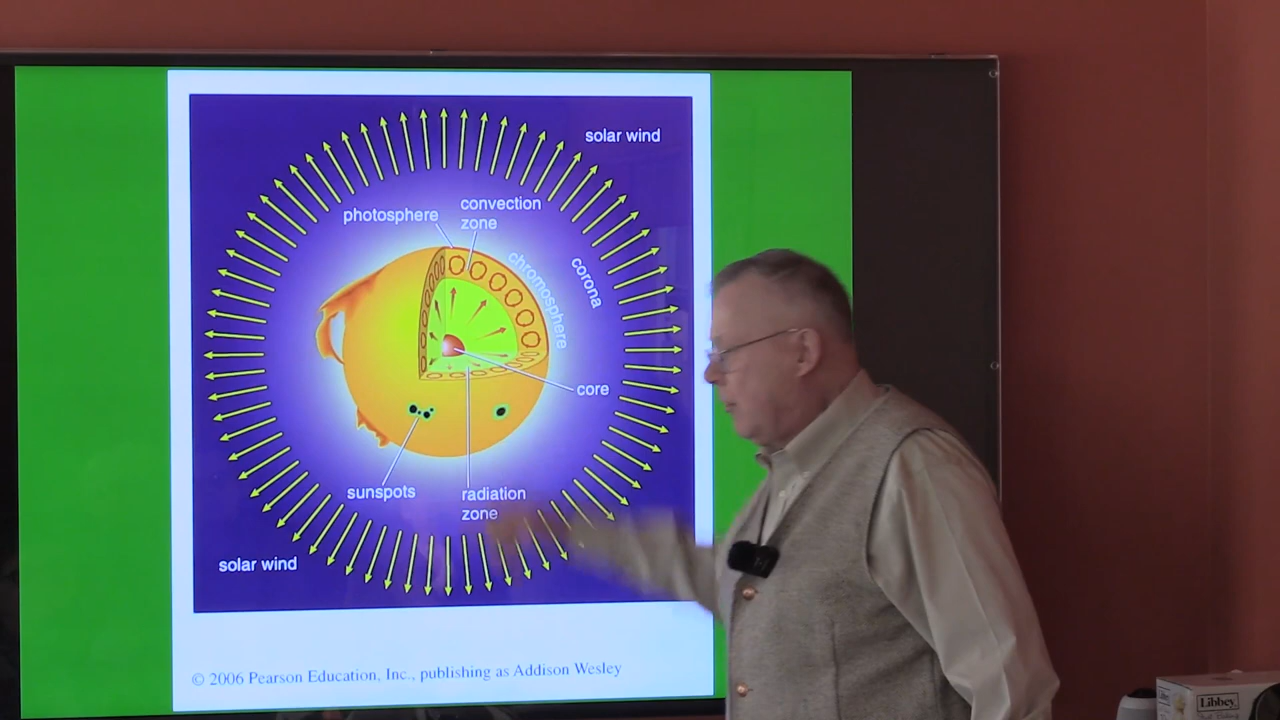 solar wind
convection
zone
photosphere
chromosphere
corona
core
sunspots
radiation
zone
solar wind
© 2006 Pearson Education, Inc., publishing as Addison Wesley
Libbey